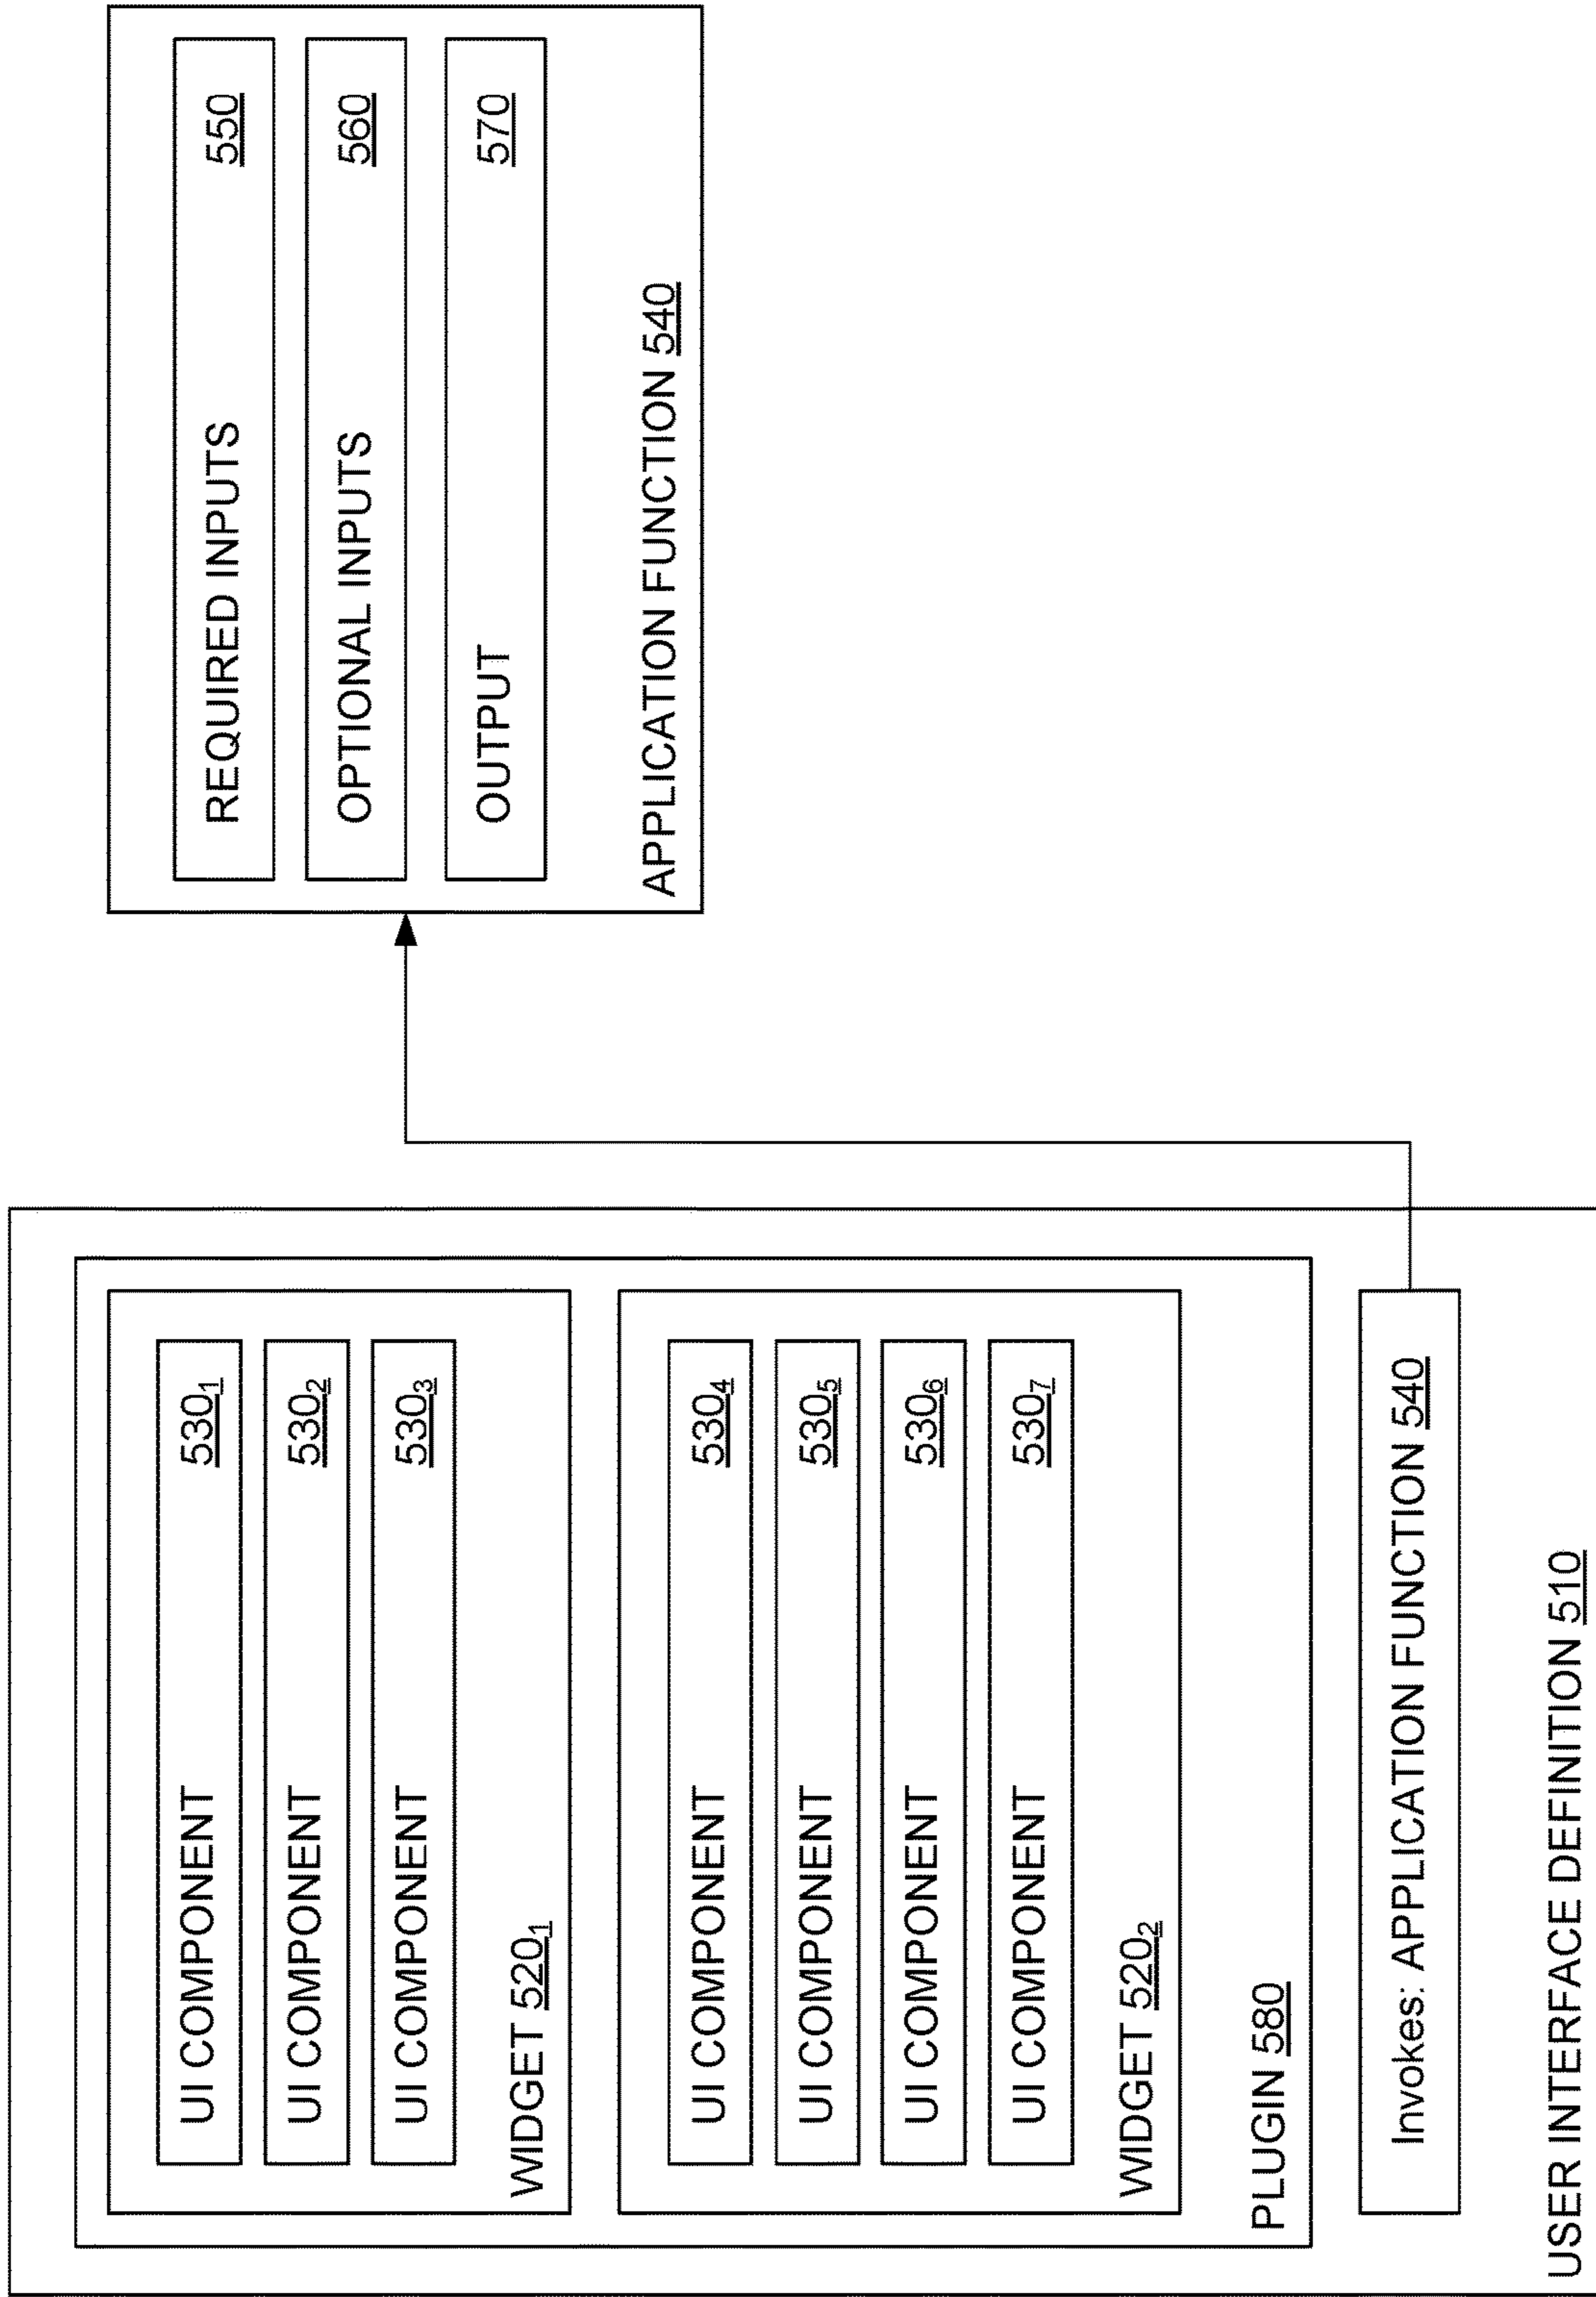 UI COMPONENT 530₁
UI COMPONENT 530₂
UI COMPONENT 530₃
WIDGET 520₁
UI COMPONENT 530₄
UI COMPONENT 530₅
UI COMPONENT 530₆
UI COMPONENT 530₇
WIDGET 520₂
PLUGIN 580
Invokes: APPLICATION FUNCTION 540
USER INTERFACE DEFINITION 510
REQUIRED INPUTS 550
OPTIONAL INPUTS 560
OUTPUT 570
APPLICATION FUNCTION 540